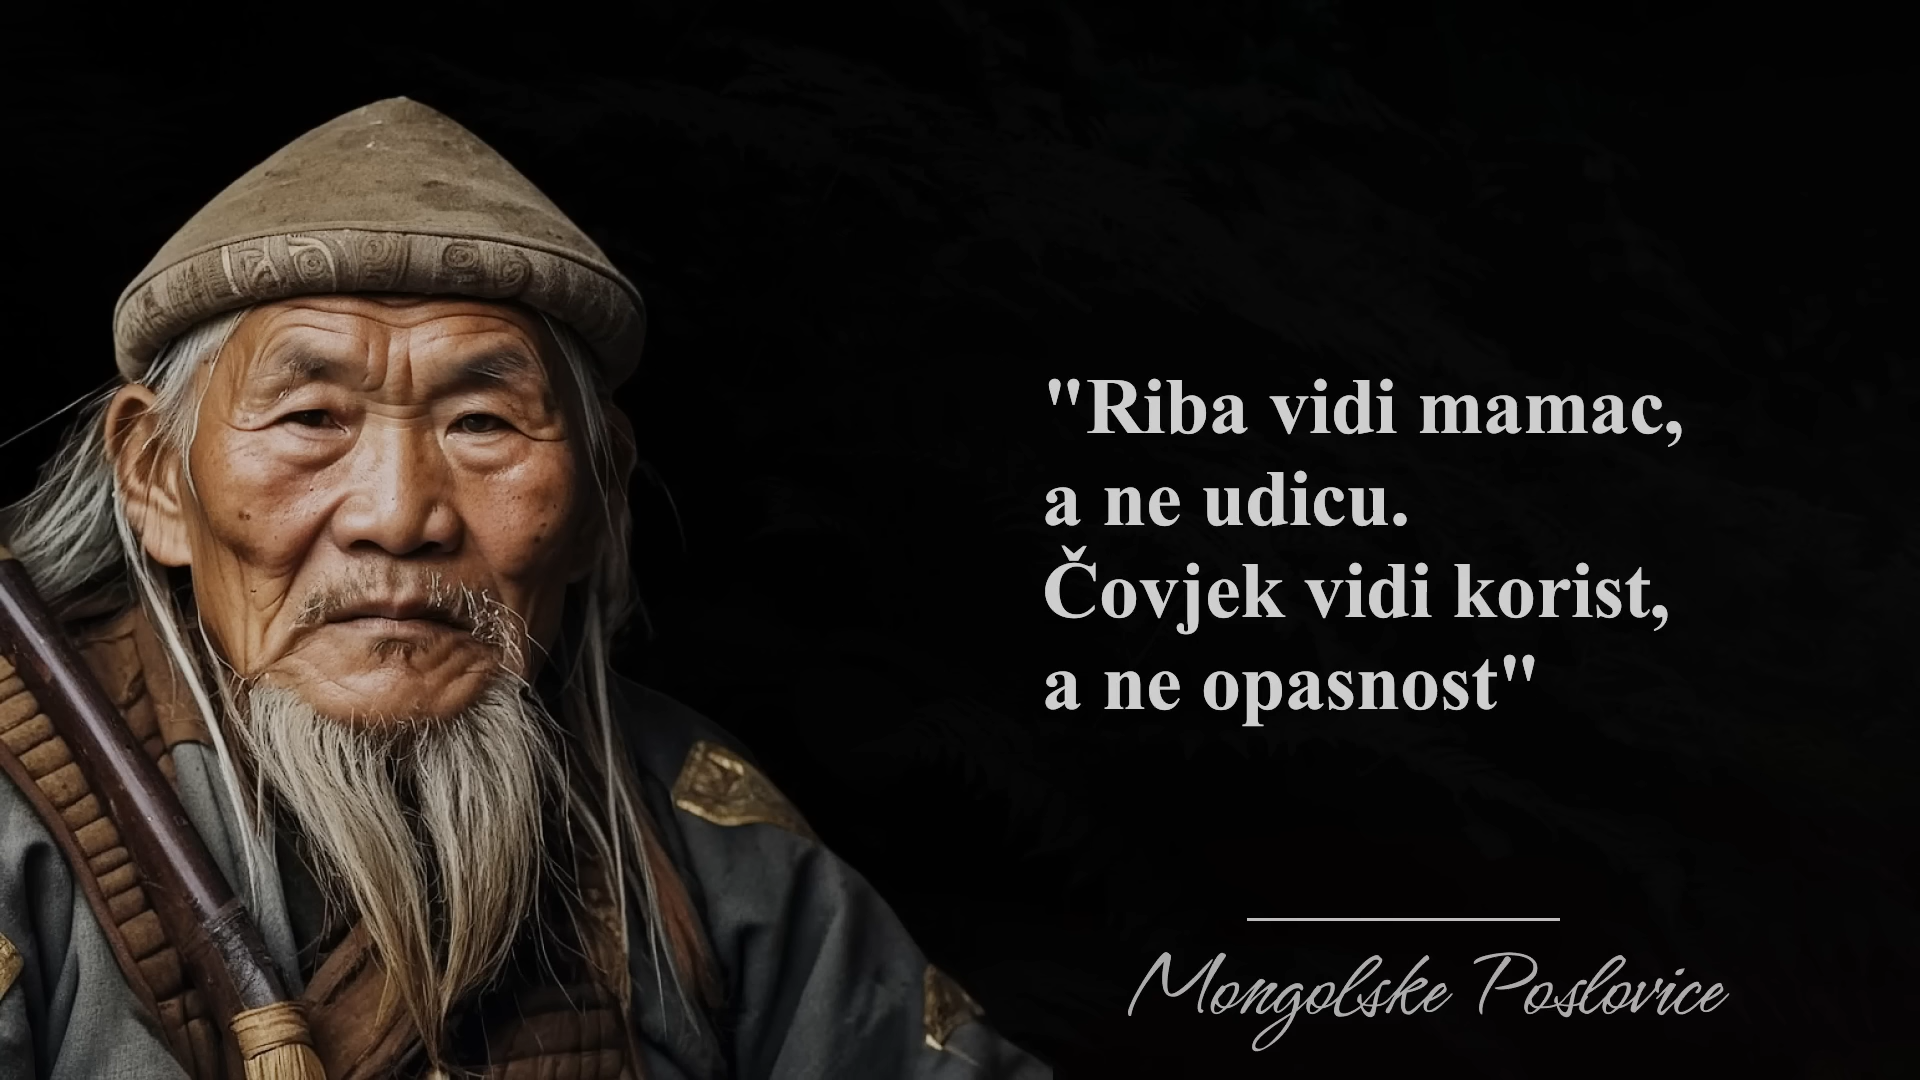 "Riba vidi mamac,
a ne udicu.
Čovjek vidi korist,
a ne opasnost"
Mongolske Poslovice